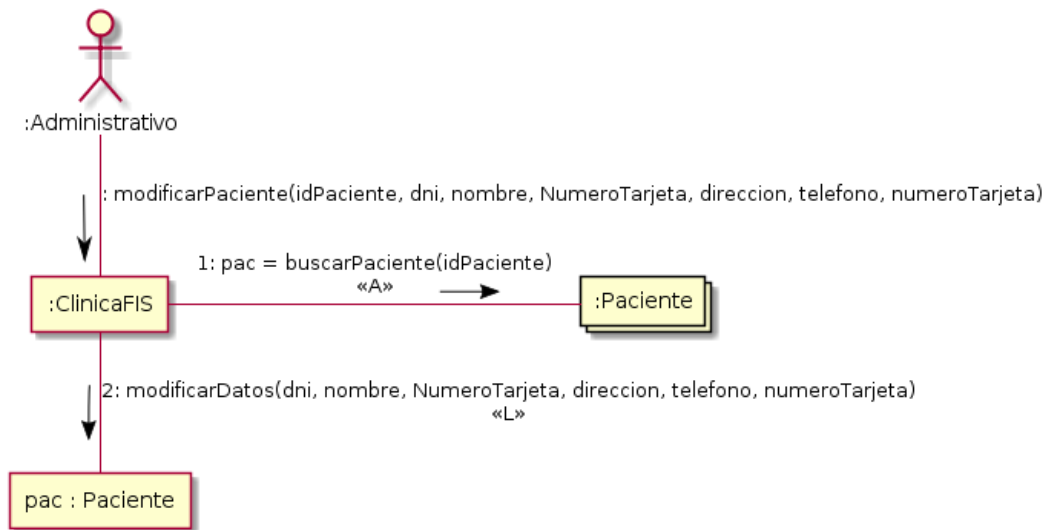 :Administrativo
: modificarPaciente(idPaciente, dni, nombre, NumeroTarjeta, direccion, telefono, numeroTarjeta)
1: pac = buscarPaciente(idPaciente)
«A»
:ClinicaFIS
:Paciente
2: modificarDatos(dni, nombre, NumeroTarjeta, direccion, telefono, numeroTarjeta)
«L»
pac : Paciente